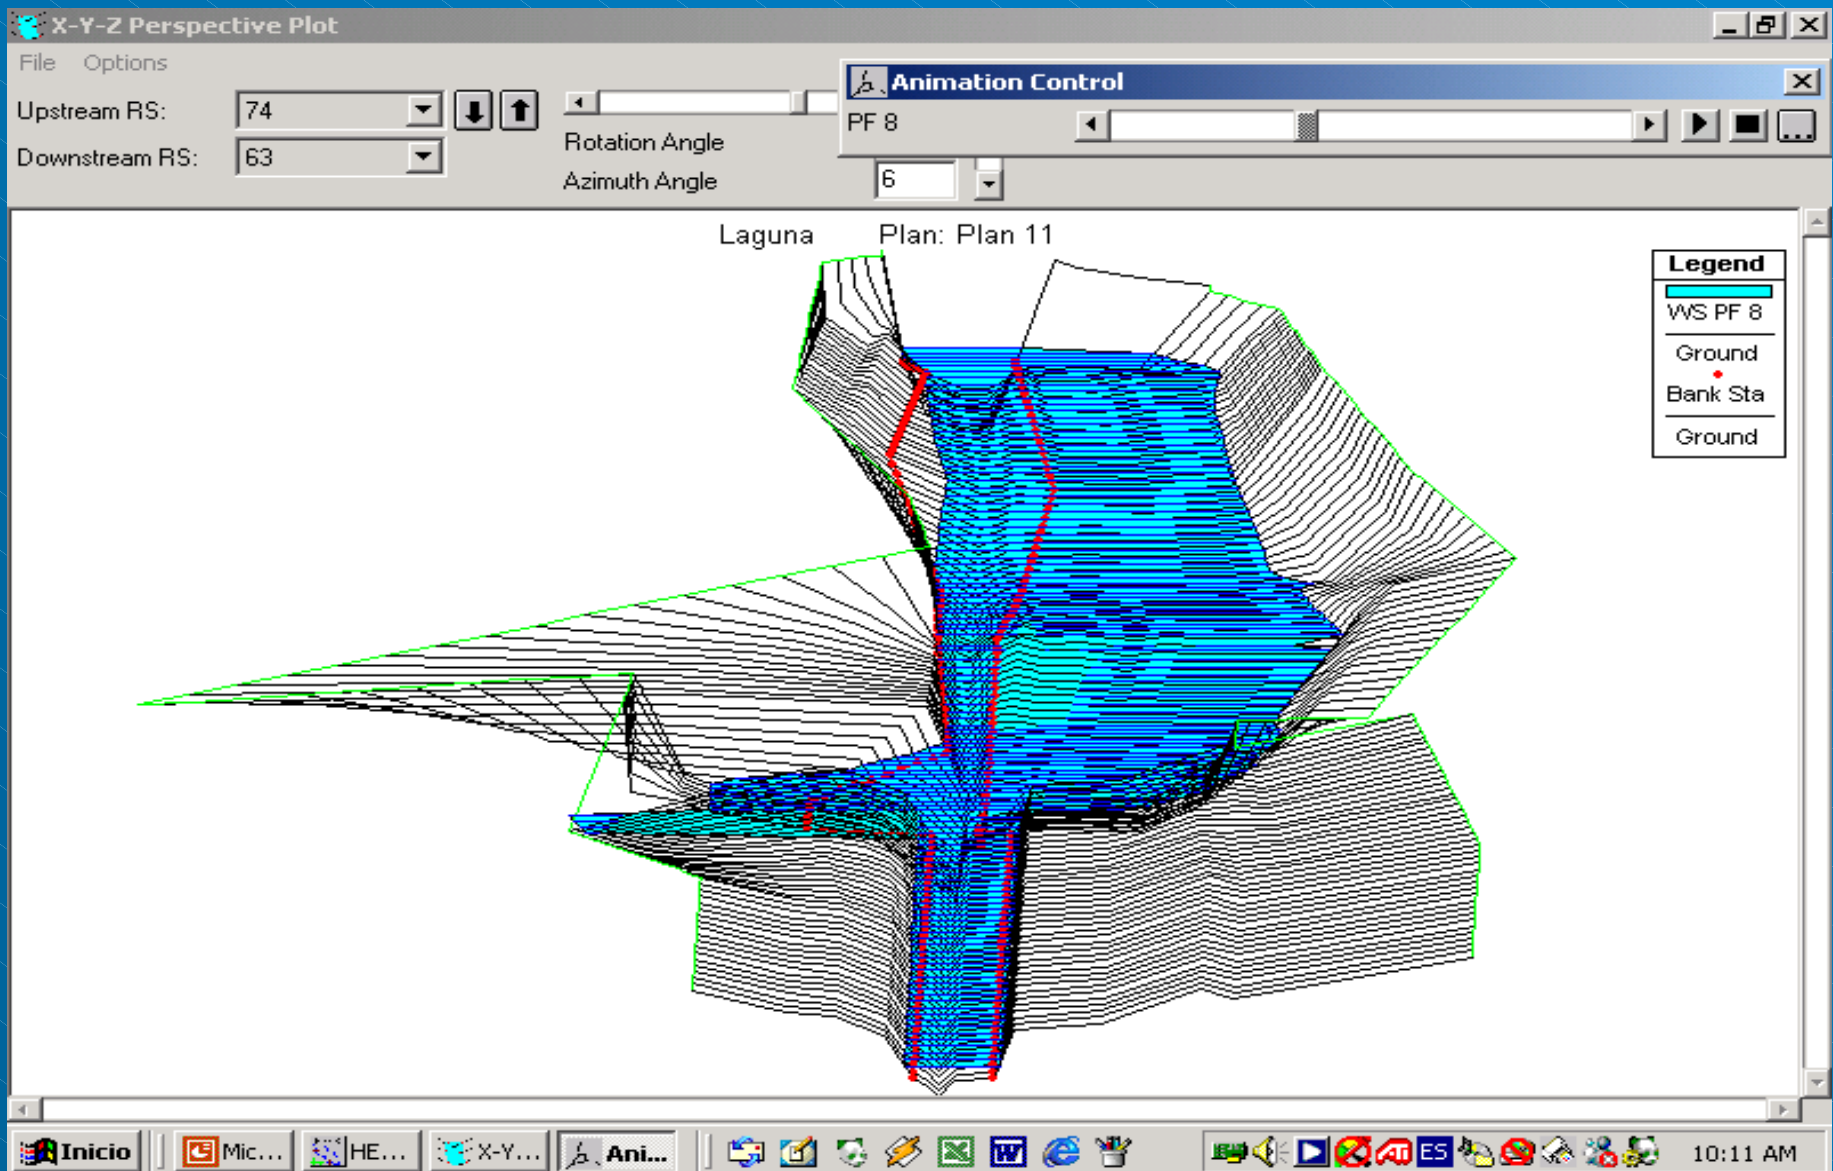 X-Y-Z Perspective Plot
File Options
Animation Control
Upstream RS: 74
PF 8
Rotation Angle
Downstream RS: 63
Azimuth Angle 6
Laguna Plan: Plan 11
Legend
WS PF 8
Ground
Bank Sta
Ground
Inicio Mic... HE... X-Y... Ani... ES 10:11 AM